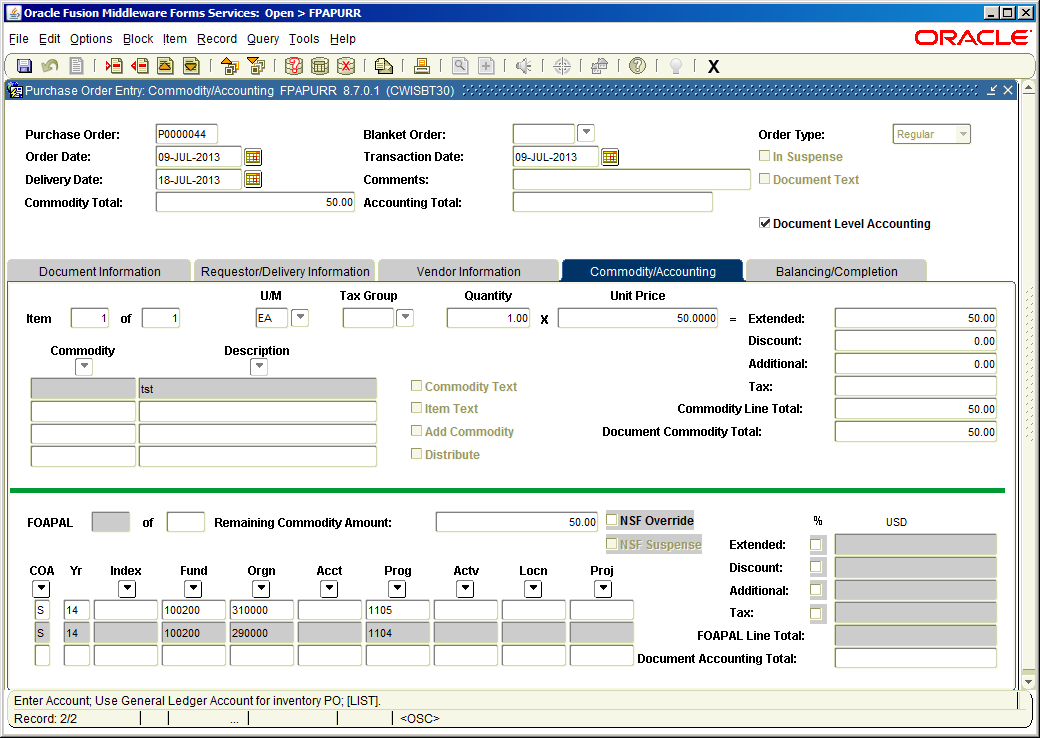 Oracle Fusion Middleware Forms Services: Open > FPAPURR
File Edit Options Block Item Record Query Tools Help
ORACLE
X
Purchase Order Entry: Commodity/Accounting FPAPURR 8.7.0.1 (CWISBT30)
Purchase Order: P0000044 Blanket Order: Order Type: Regular
Order Date: 09-JUL-2013 Transaction Date: 09-JUL-2013 In Suspense
Delivery Date: 18-JUL-2013 Comments: Document Text
Commodity Total: 50.00 Accounting Total:
Document Level Accounting
Document Information Requestor/Delivery Information Vendor Information Commodity/Accounting Balancing/Completion
U/M Tax Group Quantity Unit Price
Item 1 of 1 EA 1.00 X 50.0000 = Extended: 50.00
Discount: 0.00
Commodity Description
Additional: 0.00
tst Commodity Text Tax:
Item Text Commodity Line Total: 50.00
Add Commodity Document Commodity Total: 50.00
Distribute
FOAPAL of Remaining Commodity Amount: 50.00 NSF Override % USD
NSF Suspense Extended:
COA Yr Index Fund Orgn Acct Prog Actv Locn Proj Discount:
Additional:
S 14 100200 310000 1105 Tax:
S 14 100200 290000 1104 FOAPAL Line Total:
Document Accounting Total:
Enter Account; Use General Ledger Account for inventory PO; [LIST].
Record: 2/2 ... <OSC>